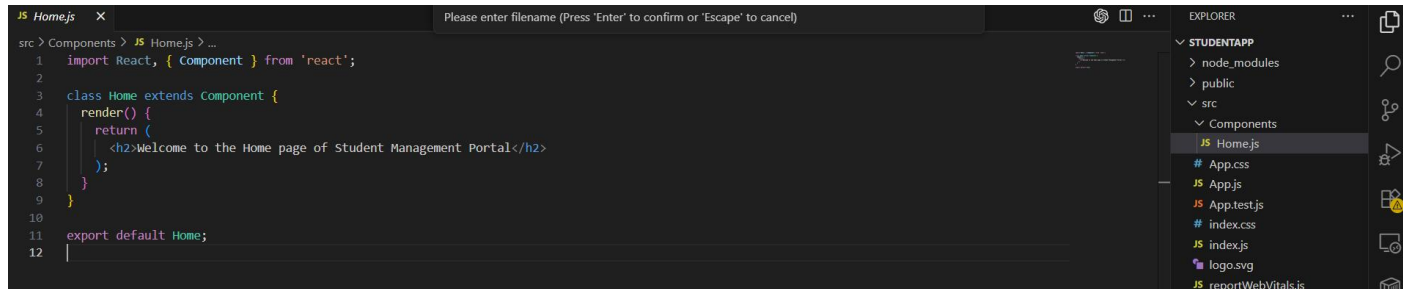 JS Home.js X
Please enter filename (Press 'Enter' to confirm or 'Escape' to cancel)
src > Components > JS Home.js > ...
1 import React, { Component } from 'react';
2
3 class Home extends Component {
4 render() {
5 return (
6 <h2>Welcome to the Home page of Student Management Portal</h2>
7 );
8 }
9 }
10
11 export default Home;
12
EXPLORER ...
STUDENTAPP
> node_modules
> public
src
Components
JS Home.js
# App.css
JS App.js
JS App.test.js
# index.css
JS index.js
logo.svg
JS reportWebVitals.js